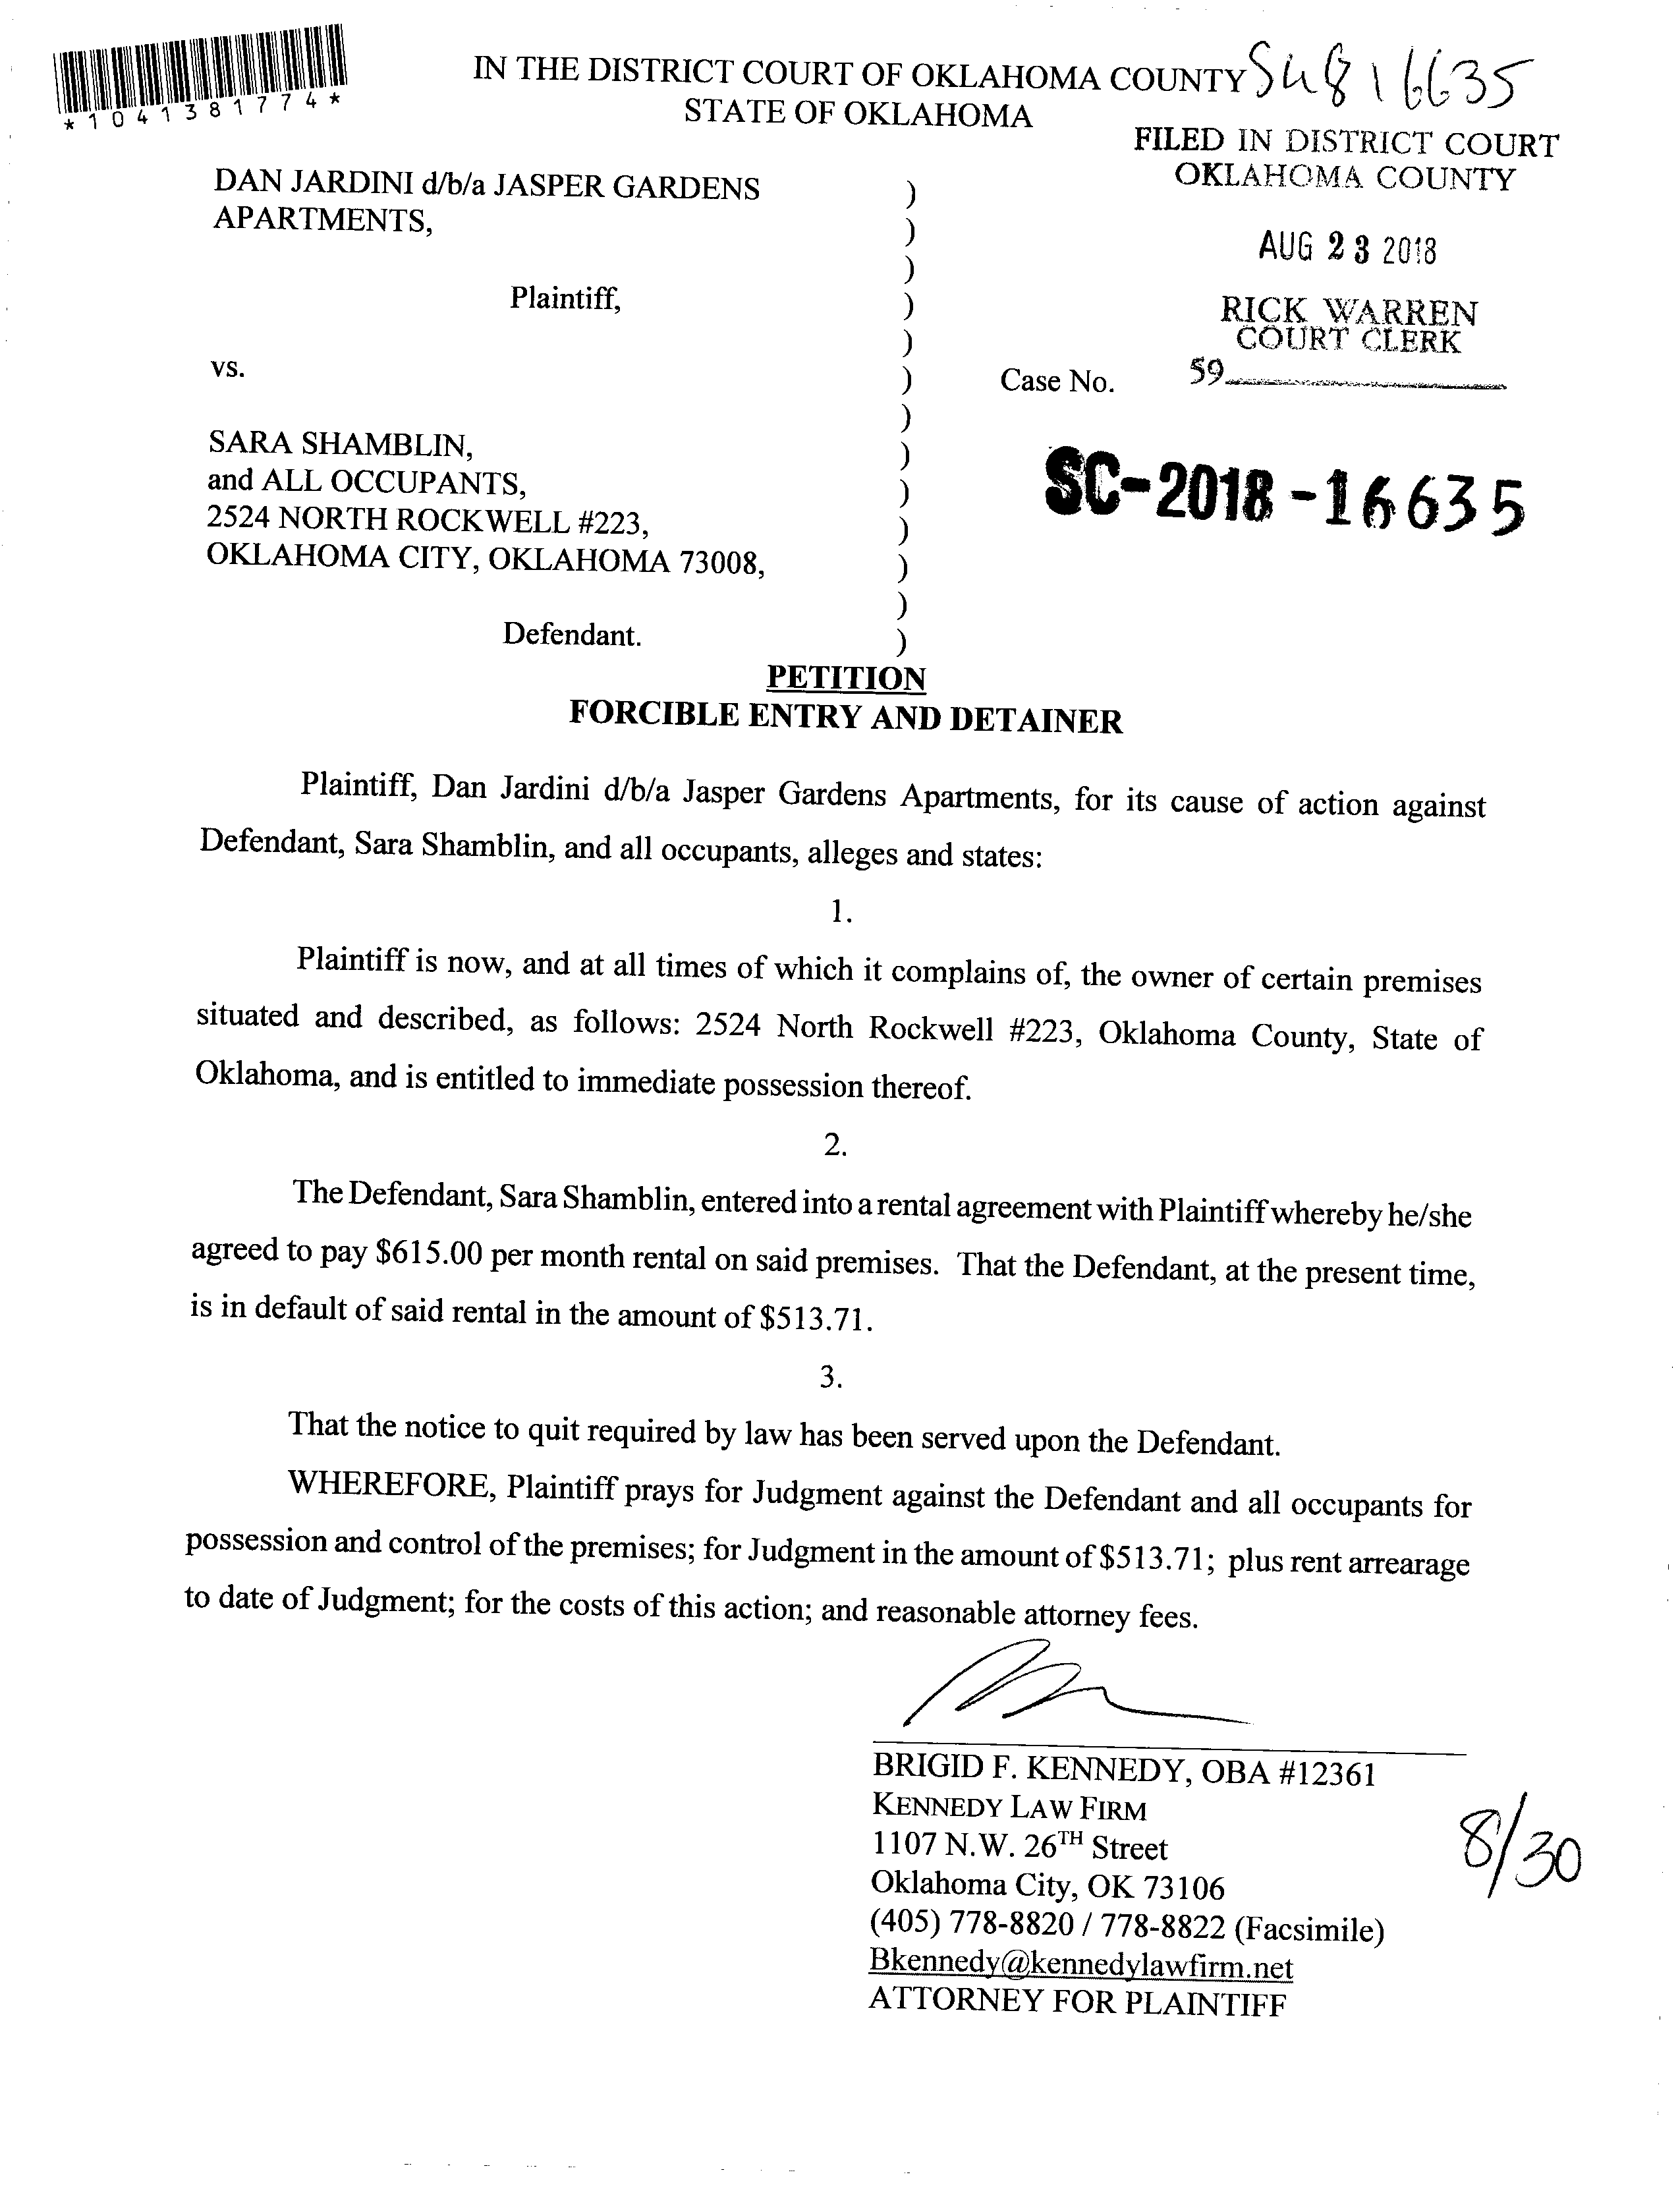 *1041381774*
IN THE DISTRICT COURT OF OKLAHOMA COUNTY
STATE OF OKLAHOMA
FILED IN DISTRICT COURT
OKLAHOMA COUNTY
AUG 23 2018
RICK WARREN
COURT CLERK
59
DAN JARDINI d/b/a JASPER GARDENS )
APARTMENTS, )
)
Plaintiff, )
)
vs. ) Case No.
)
SARA SHAMBLIN, )
and ALL OCCUPANTS, )
2524 NORTH ROCKWELL #223, )
OKLAHOMA CITY, OKLAHOMA 73008, )
)
Defendant. )
SC-2018-16635
PETITION
FORCIBLE ENTRY AND DETAINER
Plaintiff, Dan Jardini d/b/a Jasper Gardens Apartments, for its cause of action against
Defendant, Sara Shamblin, and all occupants, alleges and states:
1.
Plaintiff is now, and at all times of which it complains of, the owner of certain premises
situated and described, as follows: 2524 North Rockwell #223, Oklahoma County, State of
Oklahoma, and is entitled to immediate possession thereof.
2.
The Defendant, Sara Shamblin, entered into a rental agreement with Plaintiff whereby he/she
agreed to pay $615.00 per month rental on said premises. That the Defendant, at the present time,
is in default of said rental in the amount of $513.71.
3.
That the notice to quit required by law has been served upon the Defendant.
WHEREFORE, Plaintiff prays for Judgment against the Defendant and all occupants for
possession and control of the premises; for Judgment in the amount of $513.71; plus rent arrearage
to date of Judgment; for the costs of this action; and reasonable attorney fees.
BRIGID F. KENNEDY, OBA #12361
KENNEDY LAW FIRM
1107 N.W. 26TH Street
Oklahoma City, OK 73106
(405) 778-8820 / 778-8822 (Facsimile)
Bkennedy@kennedylawfirm.net
ATTORNEY FOR PLAINTIFF
8/30